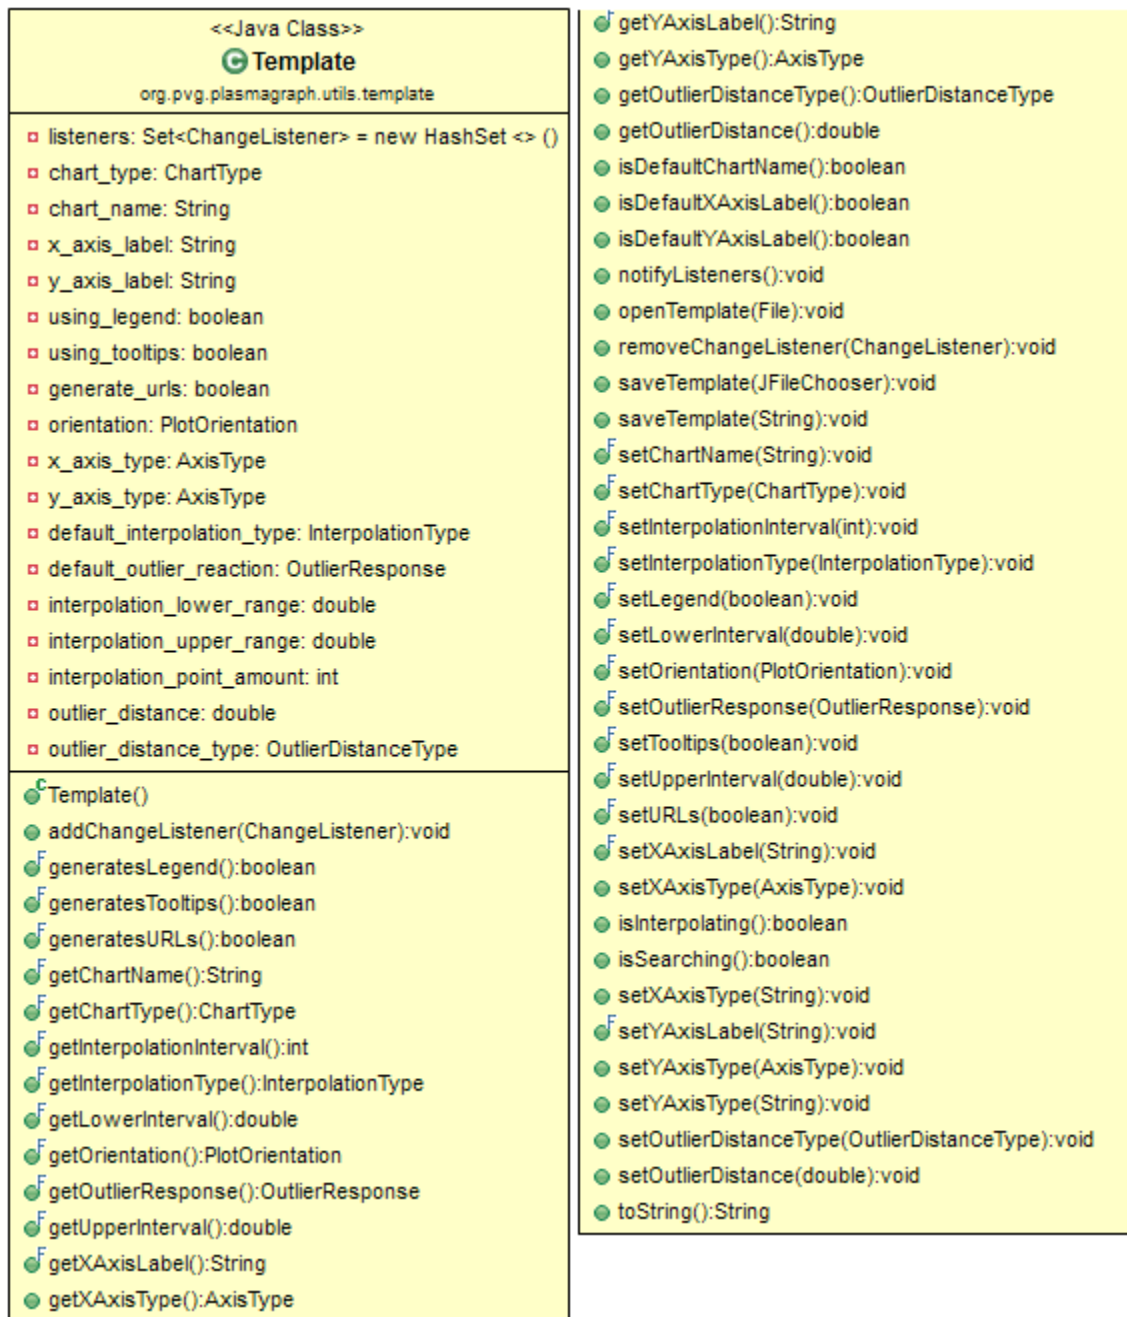 <<Java Class>>
Template
org.pvg.plasmagraph.utils.template
listeners: Set<ChangeListener> = new HashSet <> ()
chart_type: ChartType
chart_name: String
x_axis_label: String
y_axis_label: String
using_legend: boolean
using_tooltips: boolean
generate_urls: boolean
orientation: PlotOrientation
x_axis_type: AxisType
y_axis_type: AxisType
default_interpolation_type: InterpolationType
default_outlier_reaction: OutlierResponse
interpolation_lower_range: double
interpolation_upper_range: double
interpolation_point_amount: int
outlier_distance: double
outlier_distance_type: OutlierDistanceType
Template()
addChangeListener(ChangeListener):void
generatesLegend():boolean
generatesTooltips():boolean
generatesURLs():boolean
getChartName():String
getChartType():ChartType
getInterpolationInterval():int
getInterpolationType():InterpolationType
getLowerInterval():double
getOrientation():PlotOrientation
getOutlierResponse():OutlierResponse
getUpperInterval():double
getXAxisLabel():String
getXAxisType():AxisType
getYAxisLabel():String
getYAxisType():AxisType
getOutlierDistanceType():OutlierDistanceType
getOutlierDistance():double
isDefaultChartName():boolean
isDefaultXAxisLabel():boolean
isDefaultYAxisLabel():boolean
notifyListeners():void
openTemplate(File):void
removeChangeListener(ChangeListener):void
saveTemplate(JFileChooser):void
saveTemplate(String):void
setChartName(String):void
setChartType(ChartType):void
setInterpolationInterval(int):void
setInterpolationType(InterpolationType):void
setLegend(boolean):void
setLowerInterval(double):void
setOrientation(PlotOrientation):void
setOutlierResponse(OutlierResponse):void
setTooltips(boolean):void
setUpperInterval(double):void
setURLs(boolean):void
setXAxisLabel(String):void
setXAxisType(AxisType):void
isInterpolating():boolean
isSearching():boolean
setXAxisType(String):void
setYAxisLabel(String):void
setYAxisType(AxisType):void
setYAxisType(String):void
setOutlierDistanceType(OutlierDistanceType):void
setOutlierDistance(double):void
toString():String